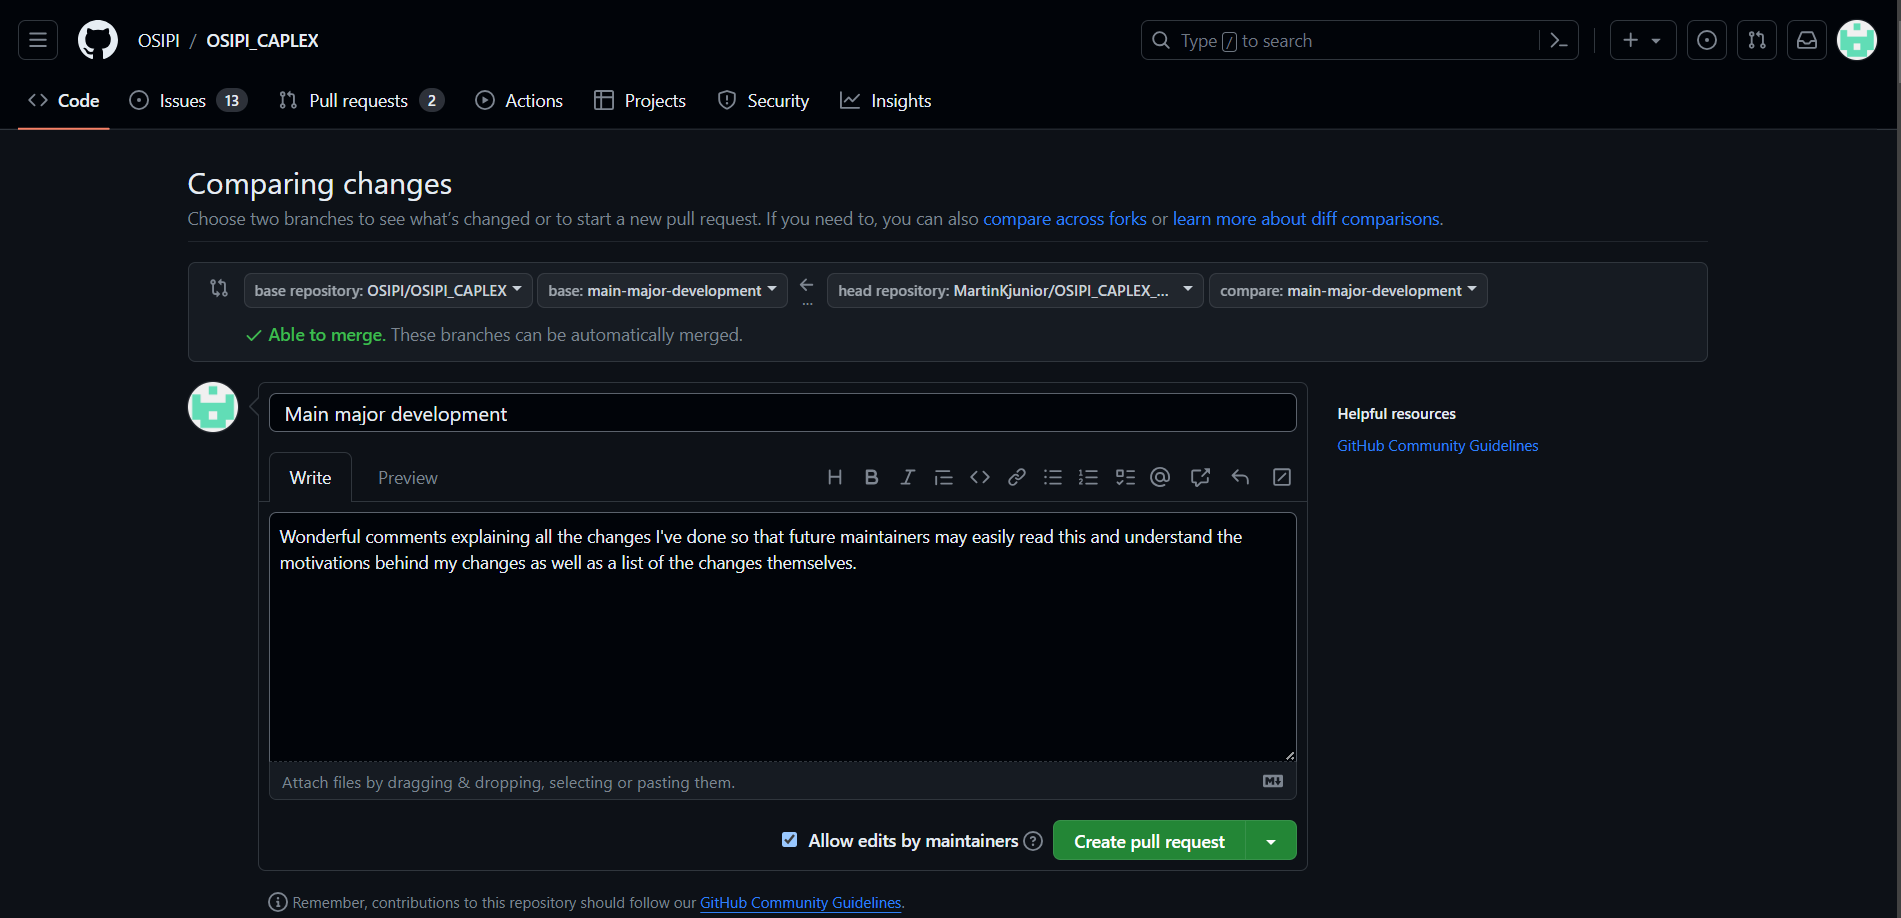 OSIPI / OSIPI_CAPLEX
Type / to search
Code
Issues 13
Pull requests 2
Actions
Projects
Security
Insights
Comparing changes
Choose two branches to see what's changed or to start a new pull request. If you need to, you can also compare across forks or learn more about diff comparisons.
base repository: OSIPI/OSIPI_CAPLEX
base: main-major-development
...
head repository: MartinKjunior/OSIPI_CAPLEX_...
compare: main-major-development
Able to merge. These branches can be automatically merged.
Main major development
Helpful resources
GitHub Community Guidelines
Write
Preview
Wonderful comments explaining all the changes I've done so that future maintainers may easily read this and understand the
motivations behind my changes as well as a list of the changes themselves.
Attach files by dragging & dropping, selecting or pasting them.
Allow edits by maintainers
Create pull request
Remember, contributions to this repository should follow our GitHub Community Guidelines.